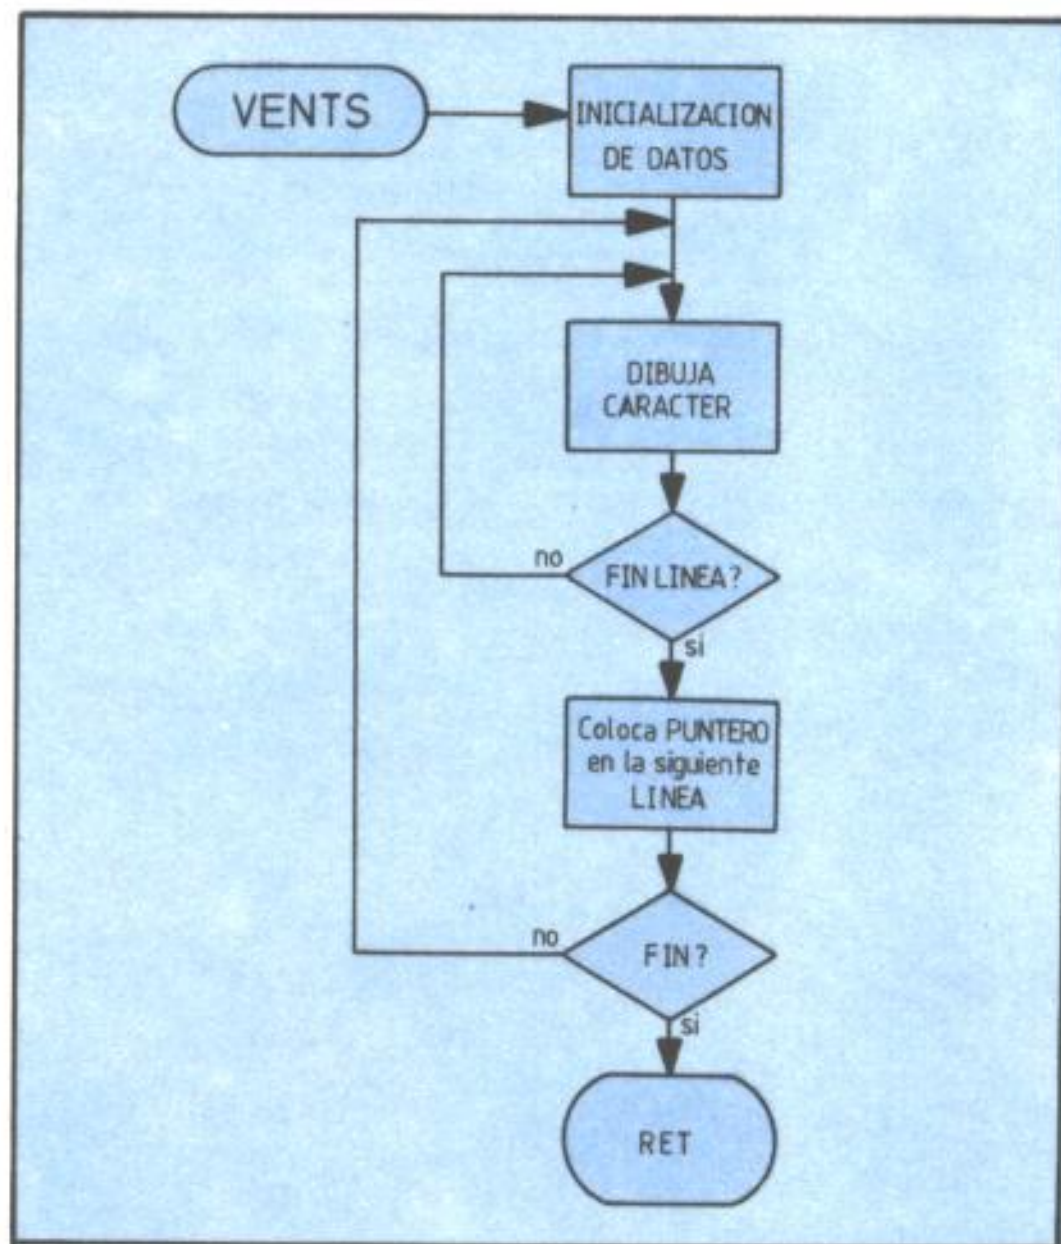 VENTS
INICIALIZACION
DE DATOS
DIBUJA
CARACTER
no
FIN LINEA?
si
Coloca PUNTERO
en la siguiente
LINEA
no
FIN?
si
RET